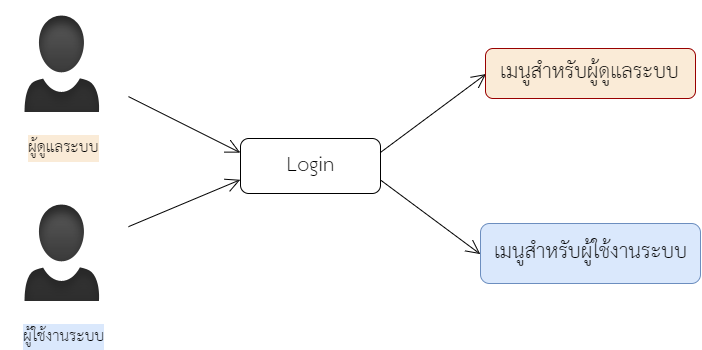 ผู้ดูแลระบบ
Login
เมนูสำหรับผู้ดูแลระบบ
ผู้ใช้งานระบบ
เมนูสำหรับผู้ใช้งานระบบ